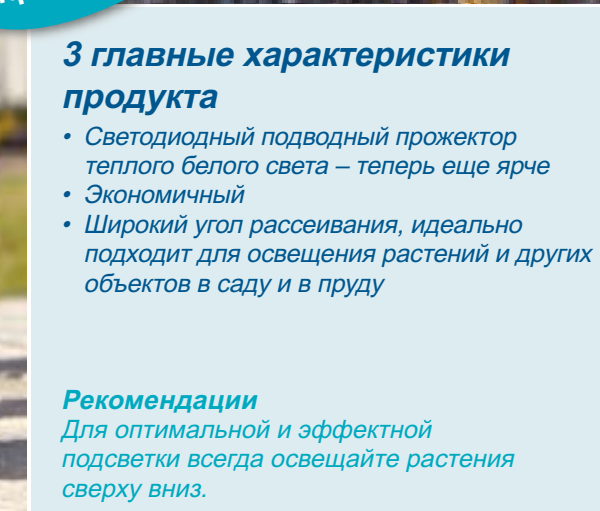 3 главные характеристики
продукта
• Светодиодный подводный прожектор
теплого белого света – теперь еще ярче
• Экономичный
• Широкий угол рассеивания, идеально
подходит для освещения растений и других
объектов в саду и в пруду
Рекомендации
Для оптимальной и эффектной
подсветки всегда освещайте растения
сверху вниз.